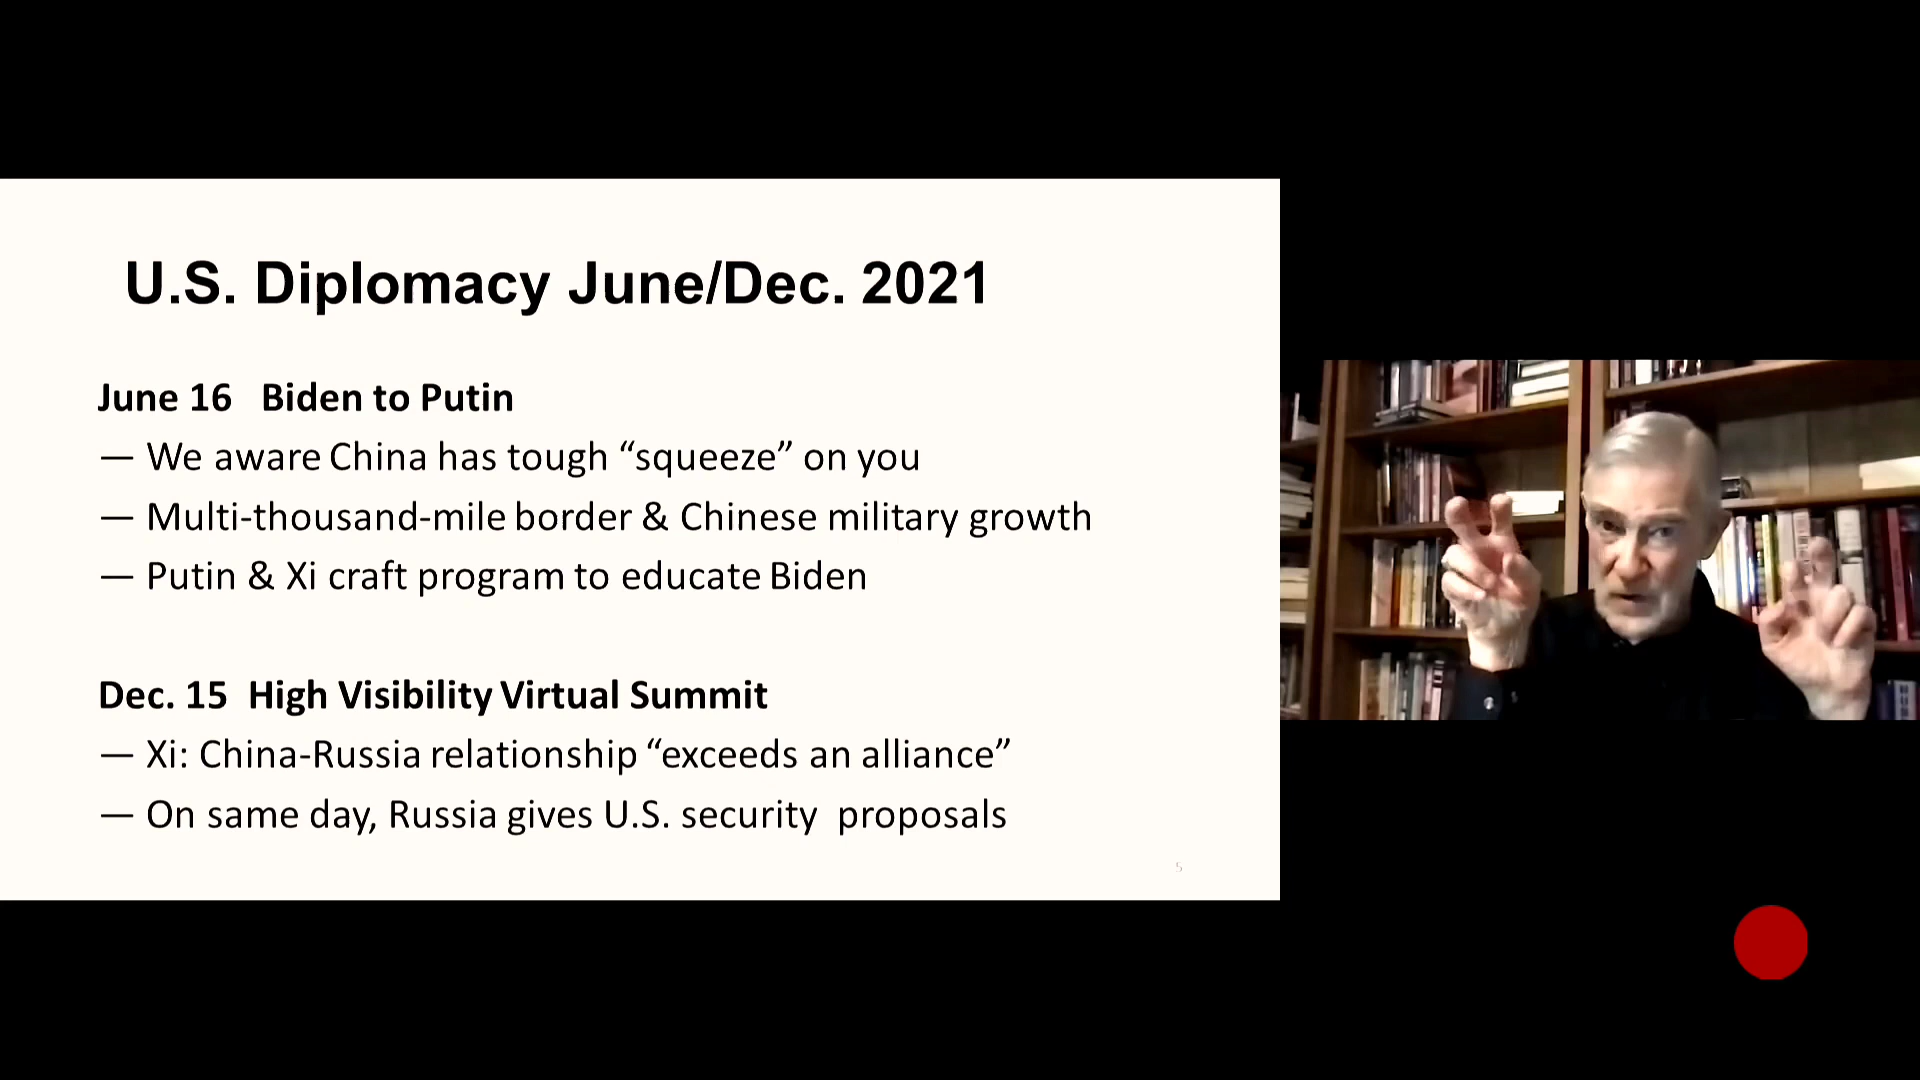 U.S. Diplomacy June/Dec. 2021
June 16 Biden to Putin
— We aware China has tough “squeeze” on you
— Multi-thousand-mile border & Chinese military growth
— Putin & Xi craft program to educate Biden
Dec. 15 High Visibility Virtual Summit
— Xi: China-Russia relationship “exceeds an alliance”
— On same day, Russia gives U.S. security proposals
5